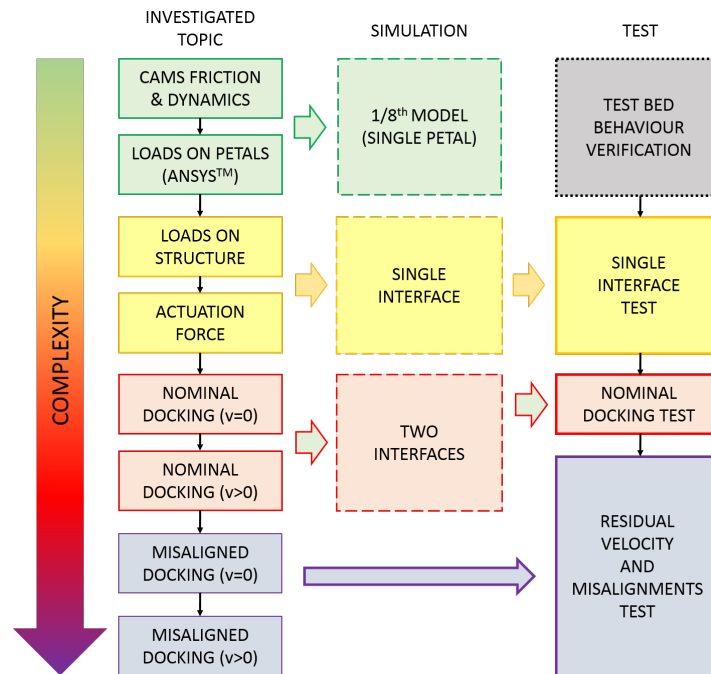 INVESTIGATED
TOPIC
SIMULATION
TEST
COMPLEXITY
CAMS FRICTION
& DYNAMICS
LOADS ON PETALS
(ANSYS™)
LOADS ON
STRUCTURE
ACTUATION
FORCE
NOMINAL
DOCKING (v=0)
NOMINAL
DOCKING (v>0)
MISALIGNED
DOCKING (v=0)
MISALIGNED
DOCKING (v>0)
1/8th MODEL
(SINGLE PETAL)
SINGLE
INTERFACE
TWO
INTERFACES
TEST BED
BEHAVIOUR
VERIFICATION
SINGLE
INTERFACE
TEST
NOMINAL
DOCKING TEST
RESIDUAL
VELOCITY
AND
MISALIGNMENTS
TEST